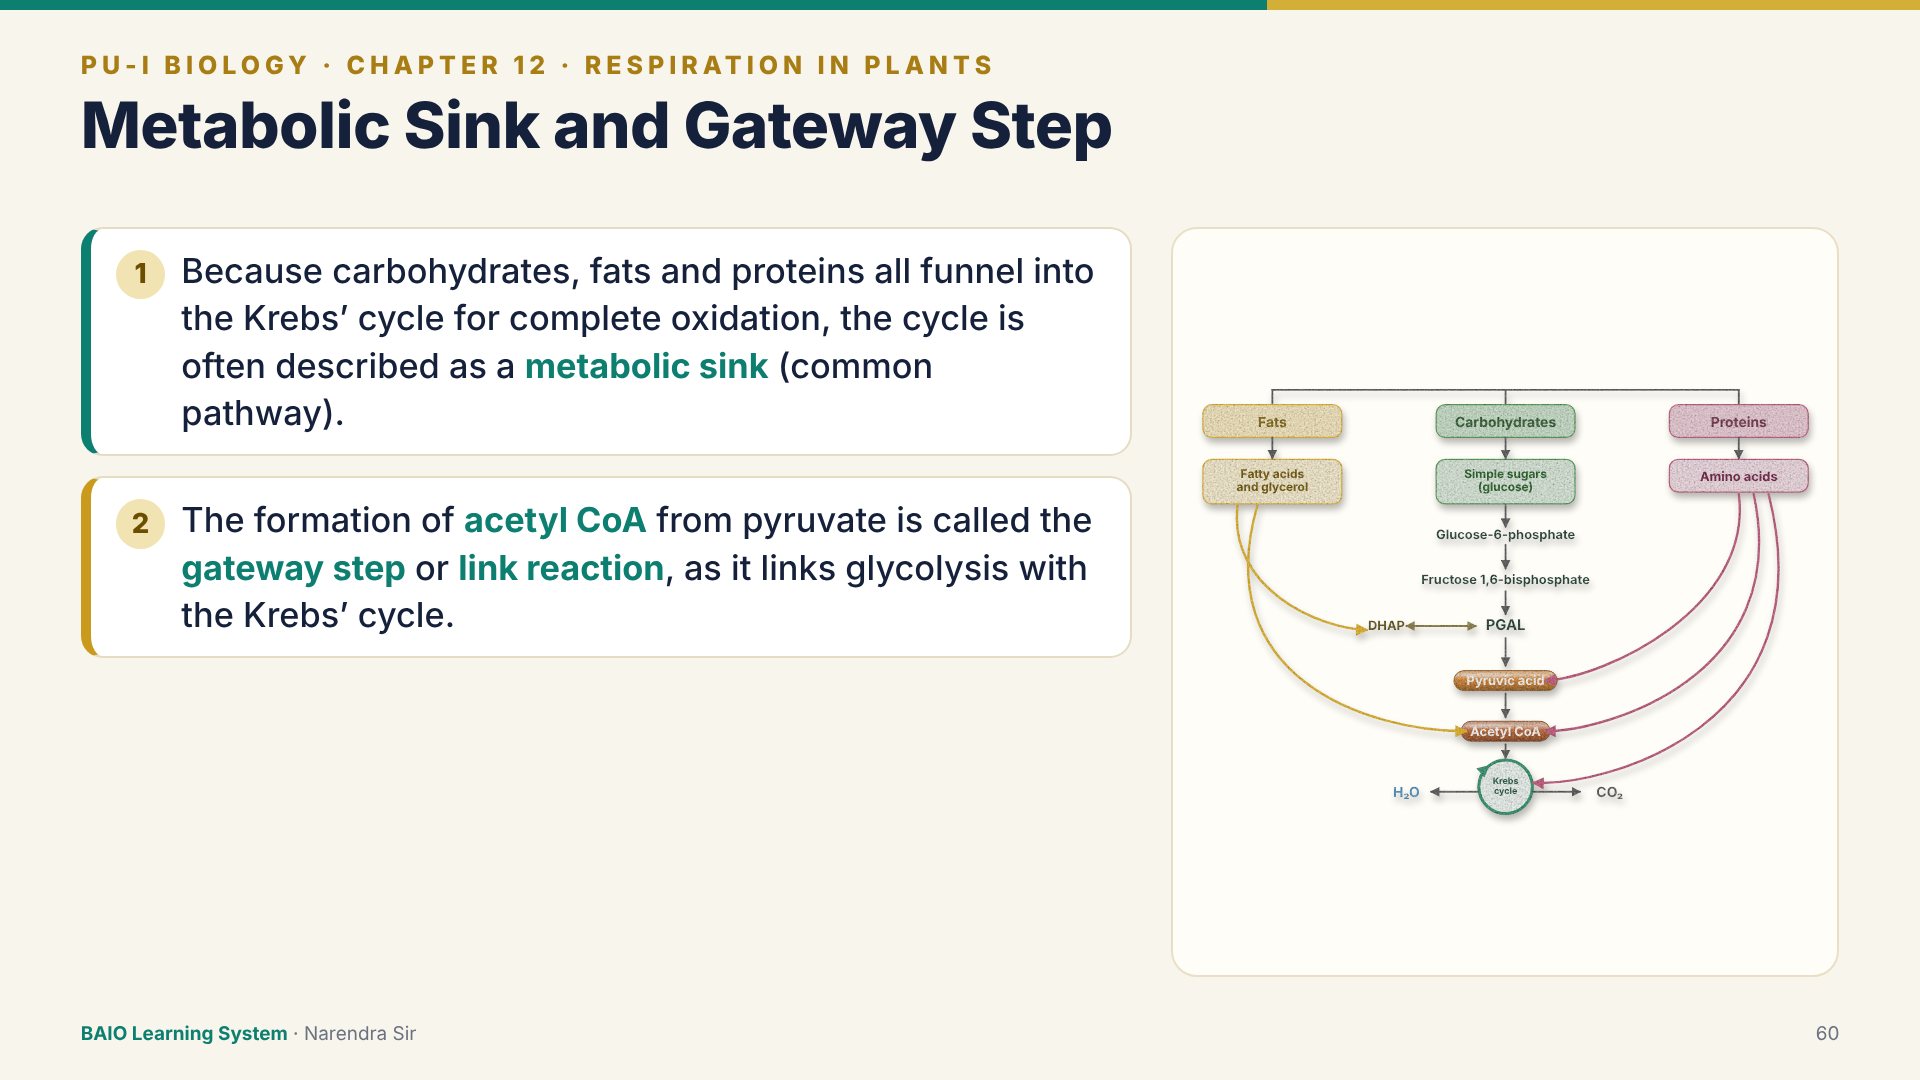 PU-I BIOLOGY · CHAPTER 12 · RESPIRATION IN PLANTS
Metabolic Sink and Gateway Step
1
Because carbohydrates, fats and proteins all funnel into
the Krebs’ cycle for complete oxidation, the cycle is
often described as a metabolic sink (common
pathway).
2
The formation of acetyl CoA from pyruvate is called the
gateway step or link reaction, as it links glycolysis with
the Krebs’ cycle.
Fats
Carbohydrates
Proteins
Fatty acids
and glycerol
Simple sugars
(glucose)
Amino acids
Glucose-6-phosphate
Fructose 1,6-bisphosphate
DHAP
PGAL
Pyruvic acid
Acetyl CoA
Krebs
cycle
H₂O
CO₂
BAIO Learning System · Narendra Sir
60